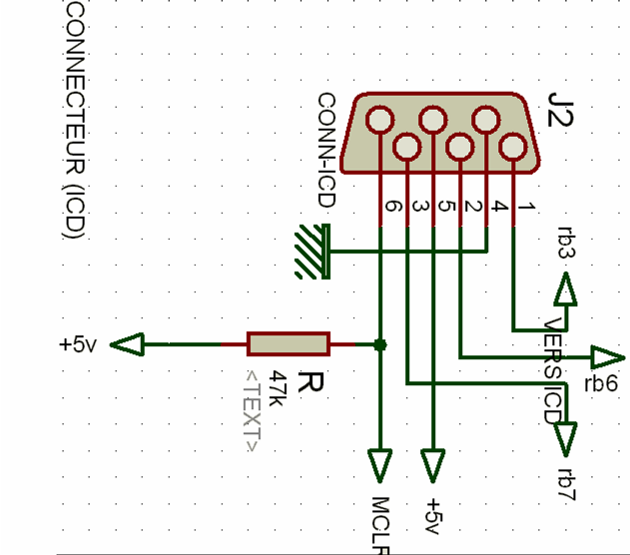 CONNECTEUR (ICD)
J2
CONN-ICD
6
3
5
2
4
1
rb3
+5v
R
47k
<TEXT>
VERS ICD
rb6
rb7
+5v
MCLR